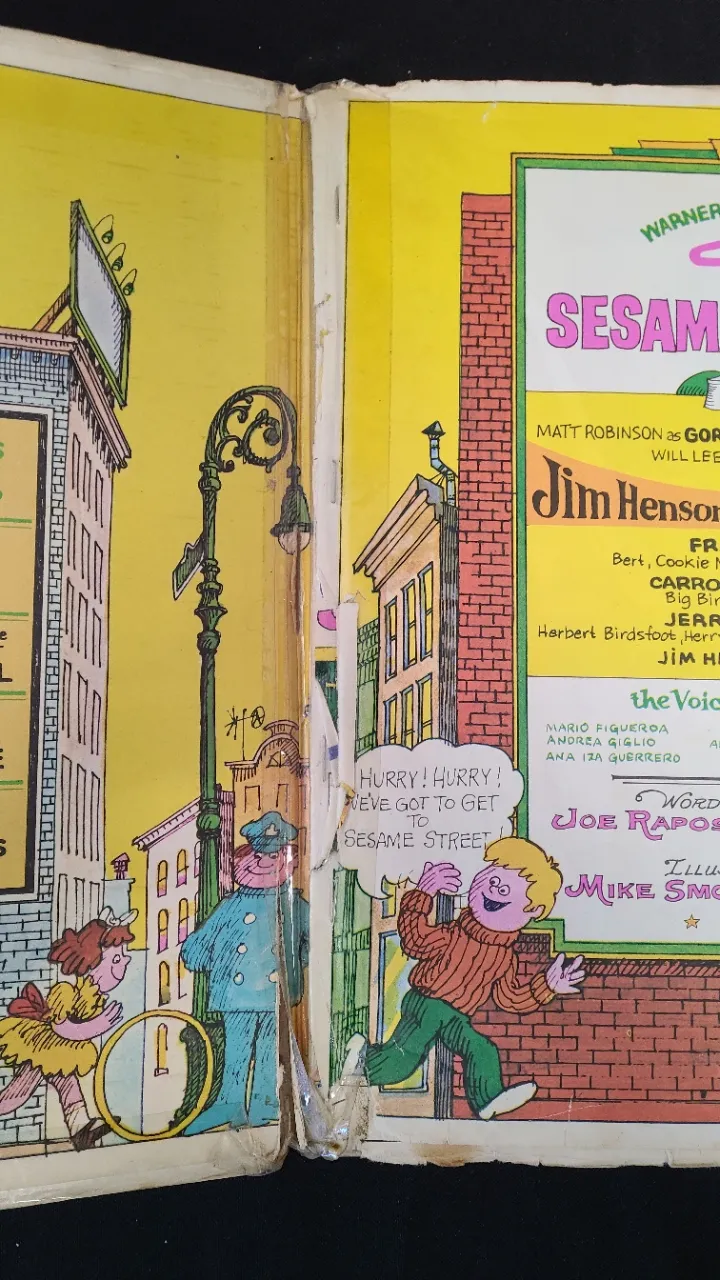 e
L
E
S
WARNER
SESAM
MATT ROBINSON as GOR
WILL LEE
Jim Henson
FR
Bert, Cookie
CARRO
Big Bir
JERR
Herbert Birdsfoot, Herry
JIM H
the Voic
MARIO FIGUEROA
ANDREA GIGLIO
ANA IZA GUERRERO
WORD
JOE RAPOS
ILLU
MIKE SMO
HURRY! HURRY!
WE'VE GOT TO GET
TO
SESAME STREET!